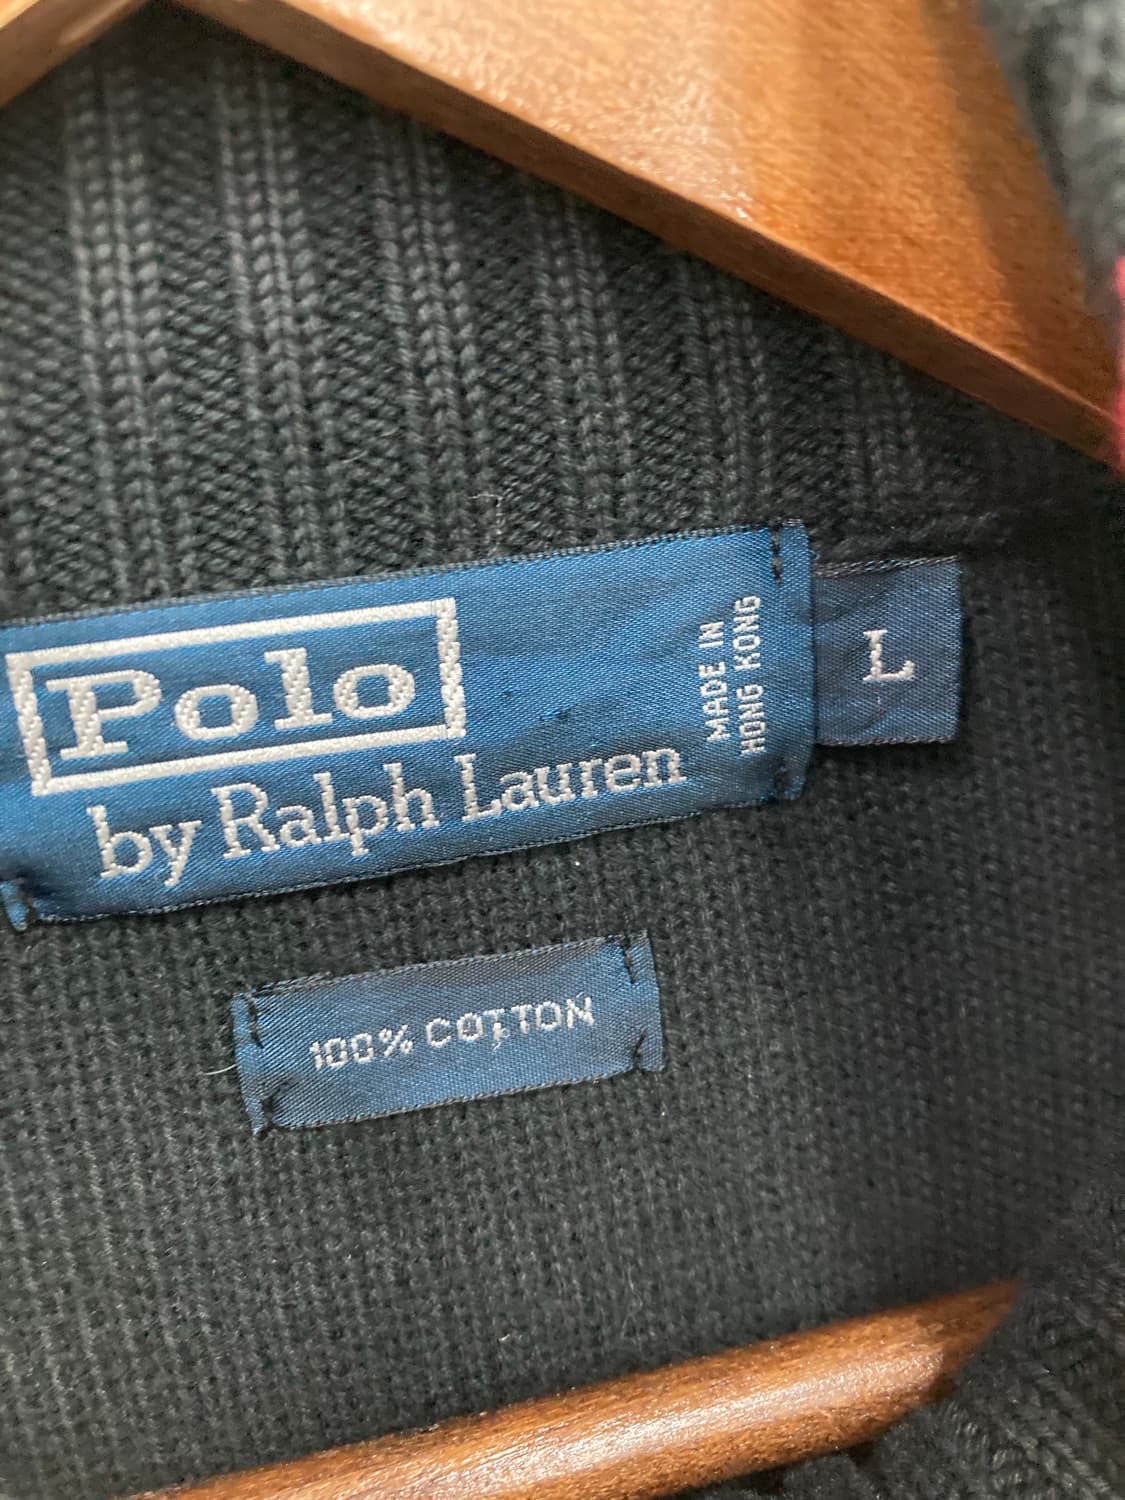 Polo
by Ralph Lauren
MADE IN
HONG KONG
L
100% COTTON